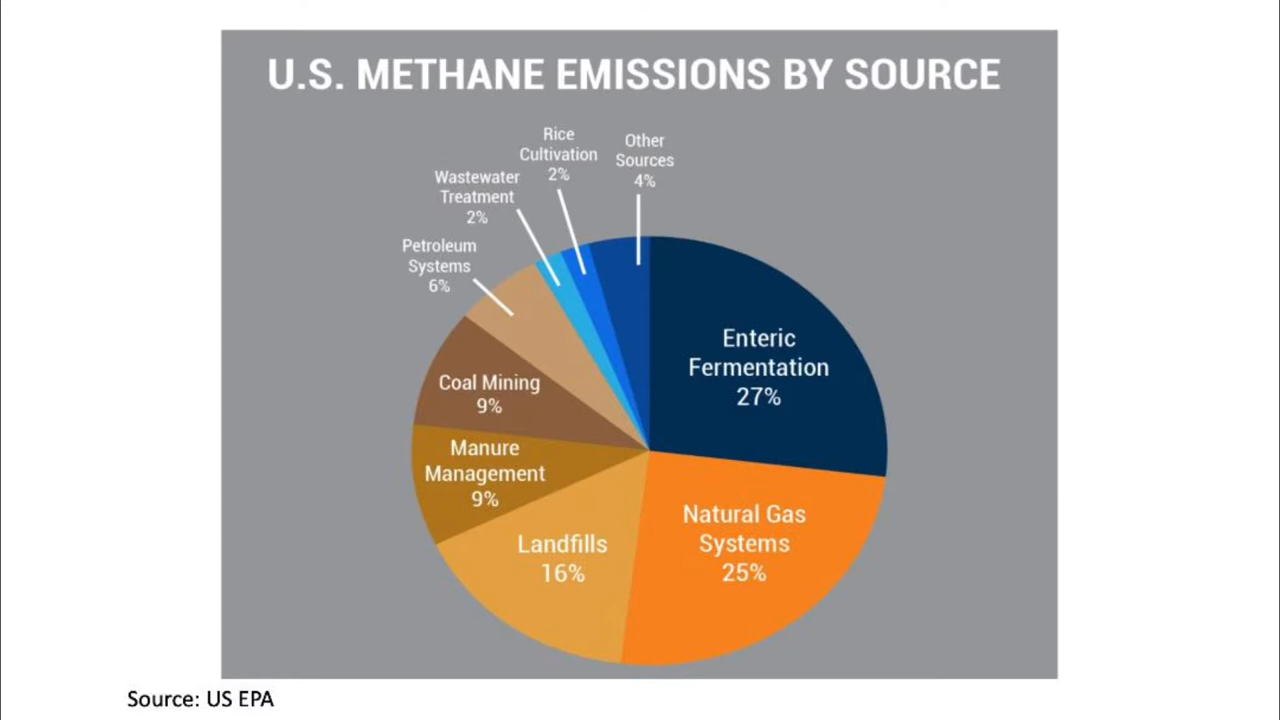 U.S. METHANE EMISSIONS BY SOURCE
Rice
Cultivation
2%
Other
Sources
4%
Wastewater
Treatment
2%
Petroleum
Systems
6%
Enteric
Fermentation
27%
Coal Mining
9%
Manure
Management
9%
Natural Gas
Systems
25%
Landfills
16%
Source: US EPA